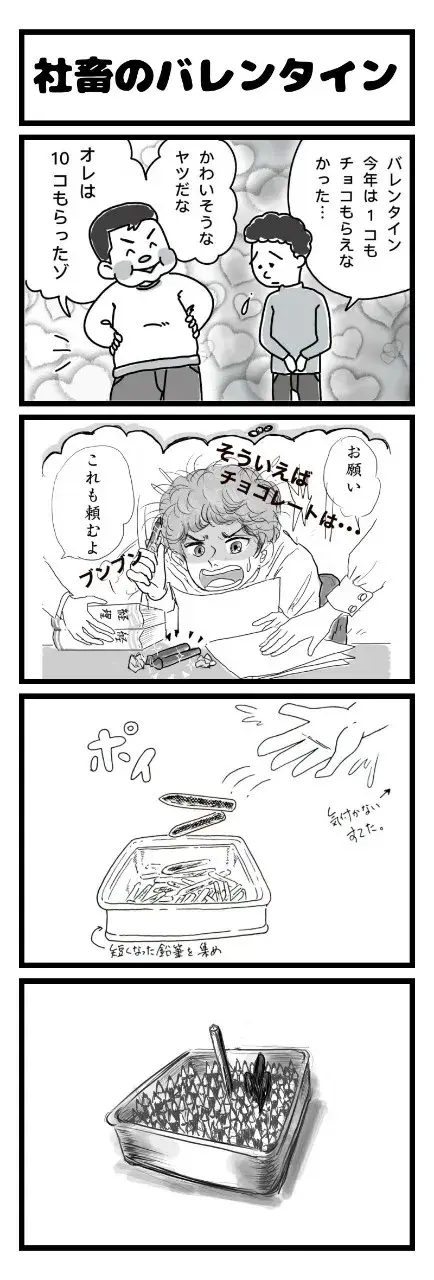 社畜のバレンタイン
バレンタイン
今年は1コも
チョコもらえな
かった…
かわいそうな
ヤツだな
オレは
10コもらったゾ
お願い
そういえば
チョコレートは・・・
これも頼むよ
ブンブン
ポイ
気付かない
すてた。
短くなった鉛筆を集め